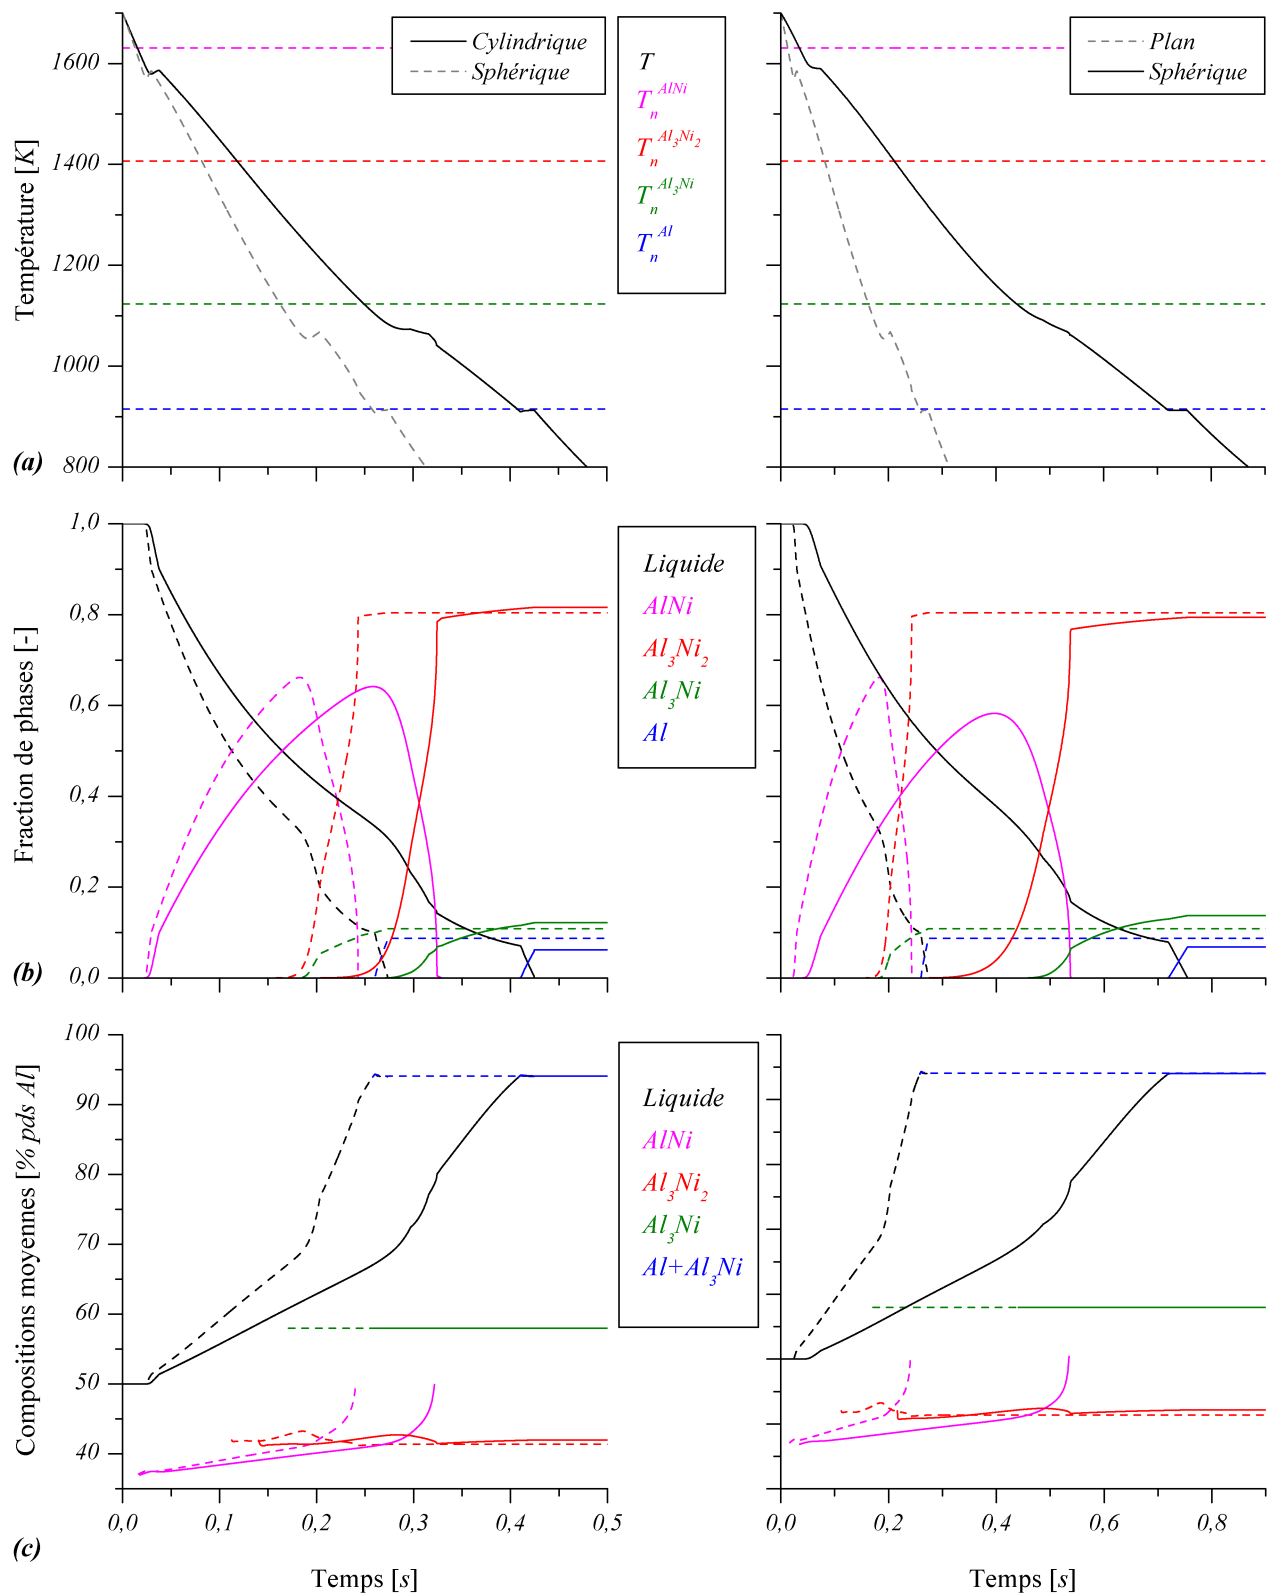 Température [K]
1600
1400
1200
1000
800
(a)
Cylindrique
Sphérique
T
T_n^AlNi
T_n^Al3Ni2
T_n^Al3Ni
T_n^Al
Plan
Sphérique
Fraction de phases [-]
1,0
0,8
0,6
0,4
0,2
0,0
(b)
Liquide
AlNi
Al3Ni2
Al3Ni
Al
Compositions moyennes [% pds Al]
100
90
80
70
60
50
40
(c)
Liquide
AlNi
Al3Ni2
Al3Ni
Al+Al3Ni
0,0 0,1 0,2 0,3 0,4 0,5
Temps [s]
0,0 0,2 0,4 0,6 0,8
Temps [s]